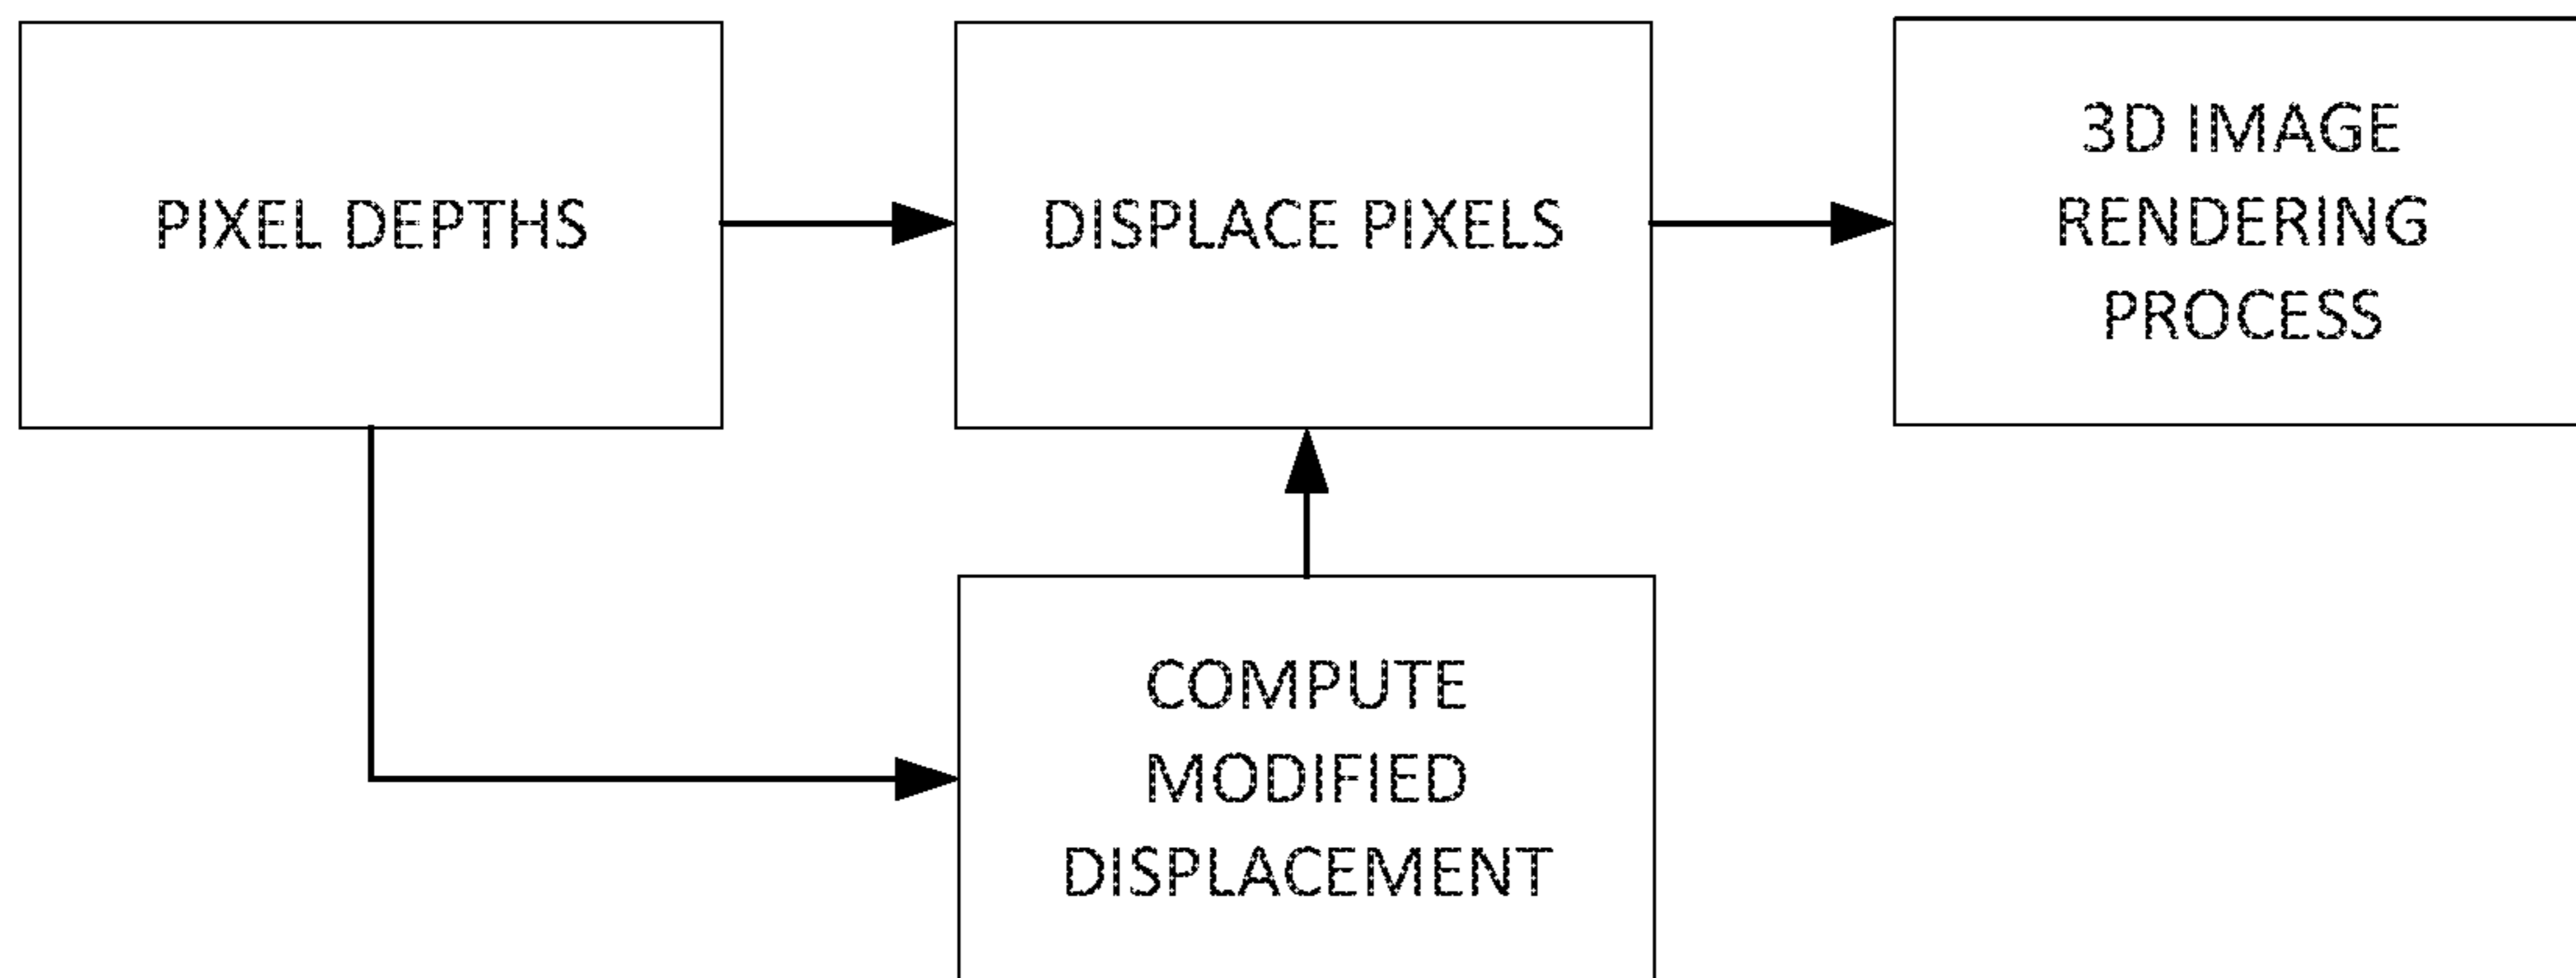 PIXEL DEPTHS
DISPLACE PIXELS
3D IMAGE
RENDERING
PROCESS
COMPUTE
MODIFIED
DISPLACEMENT